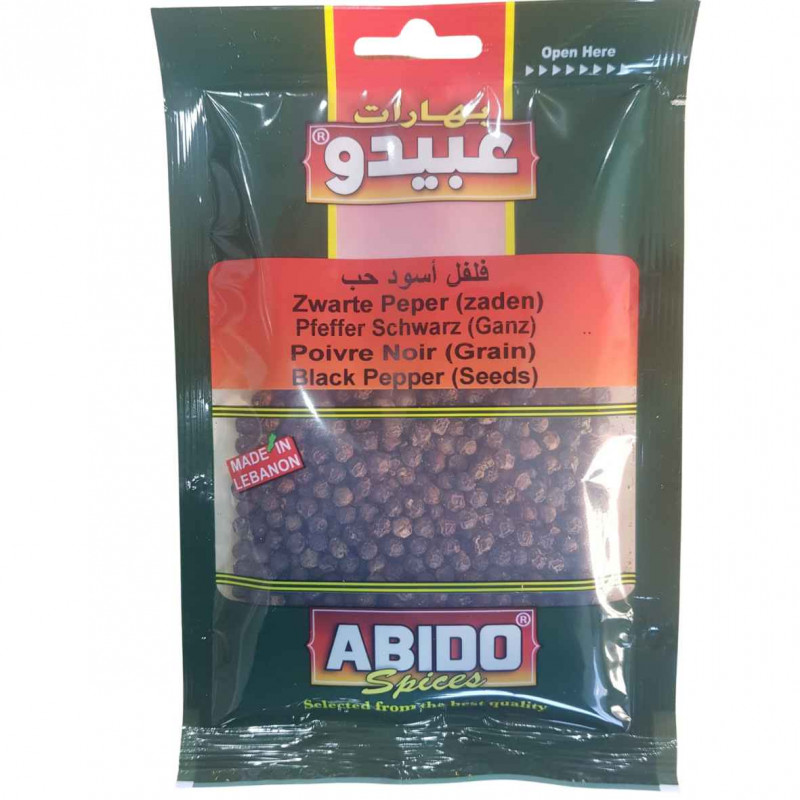 Open Here
بهارات
عبيدو®
فلفل أسود حب
Zwarte Peper (zaden)
Pfeffer Schwarz (Ganz)
Poivre Noir (Grain)
Black Pepper (Seeds)
MADE IN
LEBANON
ABIDO®
Spices
Selected from the best quality